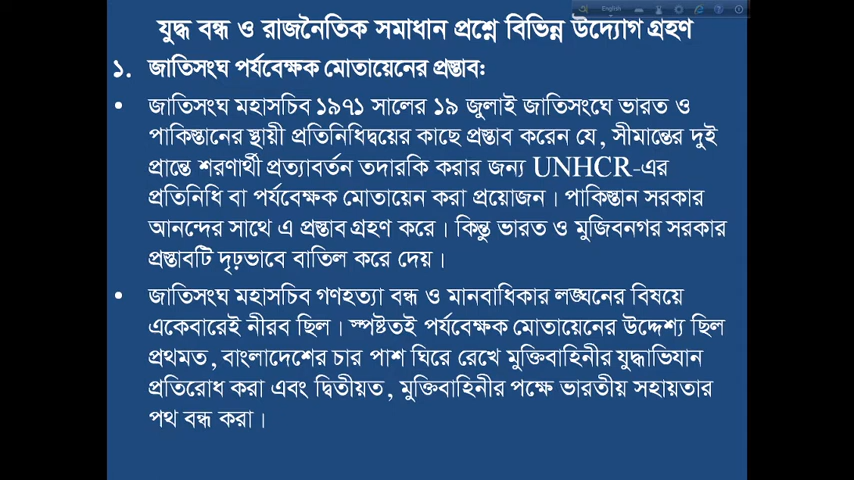 English
যুদ্ধ বন্ধ ও রাজনৈতিক সমাধান প্রশ্নে বিভিন্ন উদ্যোগ গ্রহণ
১. জাতিসংঘ পর্যবেক্ষক মোতায়েনের প্রস্তাব:
• জাতিসংঘ মহাসচিব ১৯৭১ সালের ১৯ জুলাই জাতিসংঘে ভারত ও
পাকিস্তানের স্থায়ী প্রতিনিধিদ্বয়ের কাছে প্রস্তাব করেন যে, সীমান্তের দুই
প্রান্তে শরণার্থী প্রত্যাবর্তন তদারকি করার জন্য UNHCR-এর
প্রতিনিধি বা পর্যবেক্ষক মোতায়েন করা প্রয়োজন। পাকিস্তান সরকার
আনন্দের সাথে এ প্রস্তাব গ্রহণ করে। কিন্তু ভারত ও মুজিবনগর সরকার
প্রস্তাবটি দৃঢ়ভাবে বাতিল করে দেয়।
• জাতিসংঘ মহাসচিব গণহত্যা বন্ধ ও মানবাধিকার লঙ্ঘনের বিষয়ে
একেবারেই নীরব ছিল। স্পষ্টতই পর্যবেক্ষক মোতায়েনের উদ্দেশ্য ছিল
প্রথমত, বাংলাদেশের চার পাশ ঘিরে রেখে মুক্তিবাহিনীর যুদ্ধাভিযান
প্রতিরোধ করা এবং দ্বিতীয়ত, মুক্তিবাহিনীর পক্ষে ভারতীয় সহায়তার
পথ বন্ধ করা।